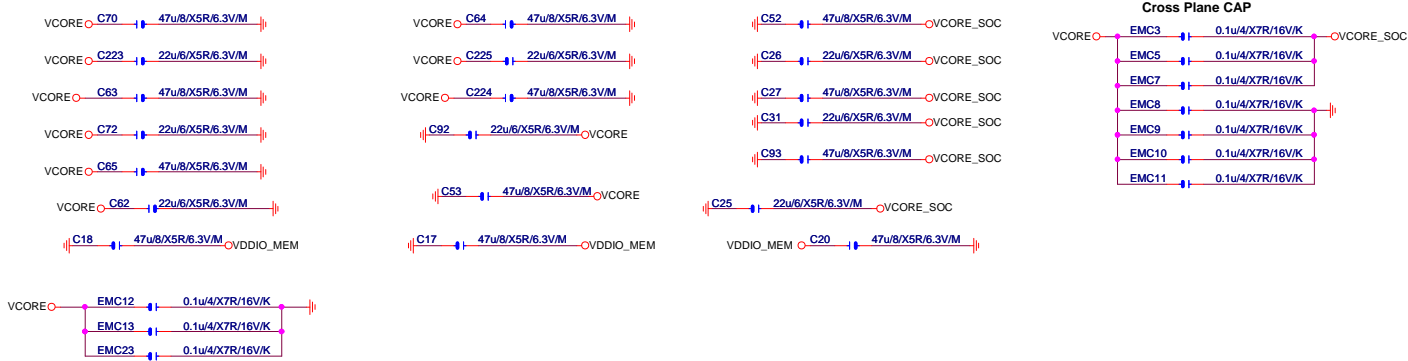 Cross Plane CAP
VCORE C70 47u/8/X5R/6.3V/M
VCORE C64 47u/8/X5R/6.3V/M
C52 47u/8/X5R/6.3V/M VCORE_SOC
VCORE EMC3 0.1u/4/X7R/16V/K VCORE_SOC
VCORE C223 22u/6/X5R/6.3V/M
VCORE C225 22u/6/X5R/6.3V/M
C26 22u/6/X5R/6.3V/M VCORE_SOC
EMC5 0.1u/4/X7R/16V/K
EMC7 0.1u/4/X7R/16V/K
VCORE C63 47u/8/X5R/6.3V/M
VCORE C224 47u/8/X5R/6.3V/M
C27 47u/8/X5R/6.3V/M VCORE_SOC
EMC8 0.1u/4/X7R/16V/K
C31 22u/6/X5R/6.3V/M VCORE_SOC
VCORE C72 22u/6/X5R/6.3V/M
C92 22u/6/X5R/6.3V/M VCORE
EMC9 0.1u/4/X7R/16V/K
C93 47u/8/X5R/6.3V/M VCORE_SOC
EMC10 0.1u/4/X7R/16V/K
VCORE C65 47u/8/X5R/6.3V/M
EMC11 0.1u/4/X7R/16V/K
C53 47u/8/X5R/6.3V/M VCORE
VCORE C62 22u/6/X5R/6.3V/M
C25 22u/6/X5R/6.3V/M VCORE_SOC
C18 47u/8/X5R/6.3V/M VDDIO_MEM
C17 47u/8/X5R/6.3V/M VDDIO_MEM
VDDIO_MEM C20 47u/8/X5R/6.3V/M
VCORE EMC12 0.1u/4/X7R/16V/K
EMC13 0.1u/4/X7R/16V/K
EMC23 0.1u/4/X7R/16V/K